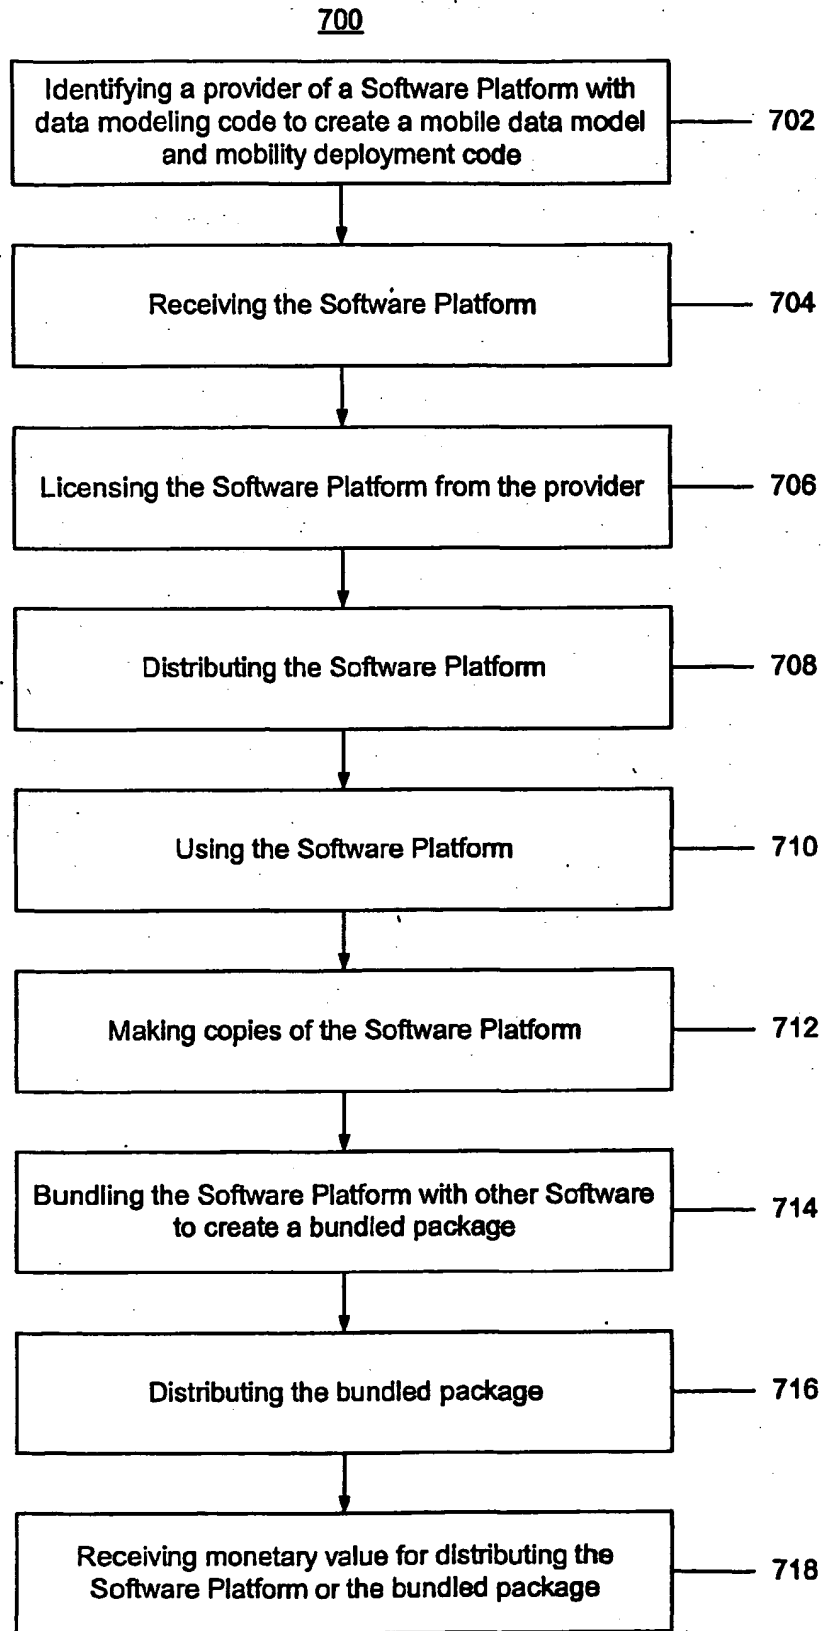 700
Identifying a provider of a Software Platform with
data modeling code to create a mobile data model
and mobility deployment code
702
Receiving the Software Platform
704
Licensing the Software Platform from the provider
706
Distributing the Software Platform
708
Using the Software Platform
710
Making copies of the Software Platform
712
Bundling the Software Platform with other Software
to create a bundled package
714
Distributing the bundled package
716
Receiving monetary value for distributing the
Software Platform or the bundled package
718